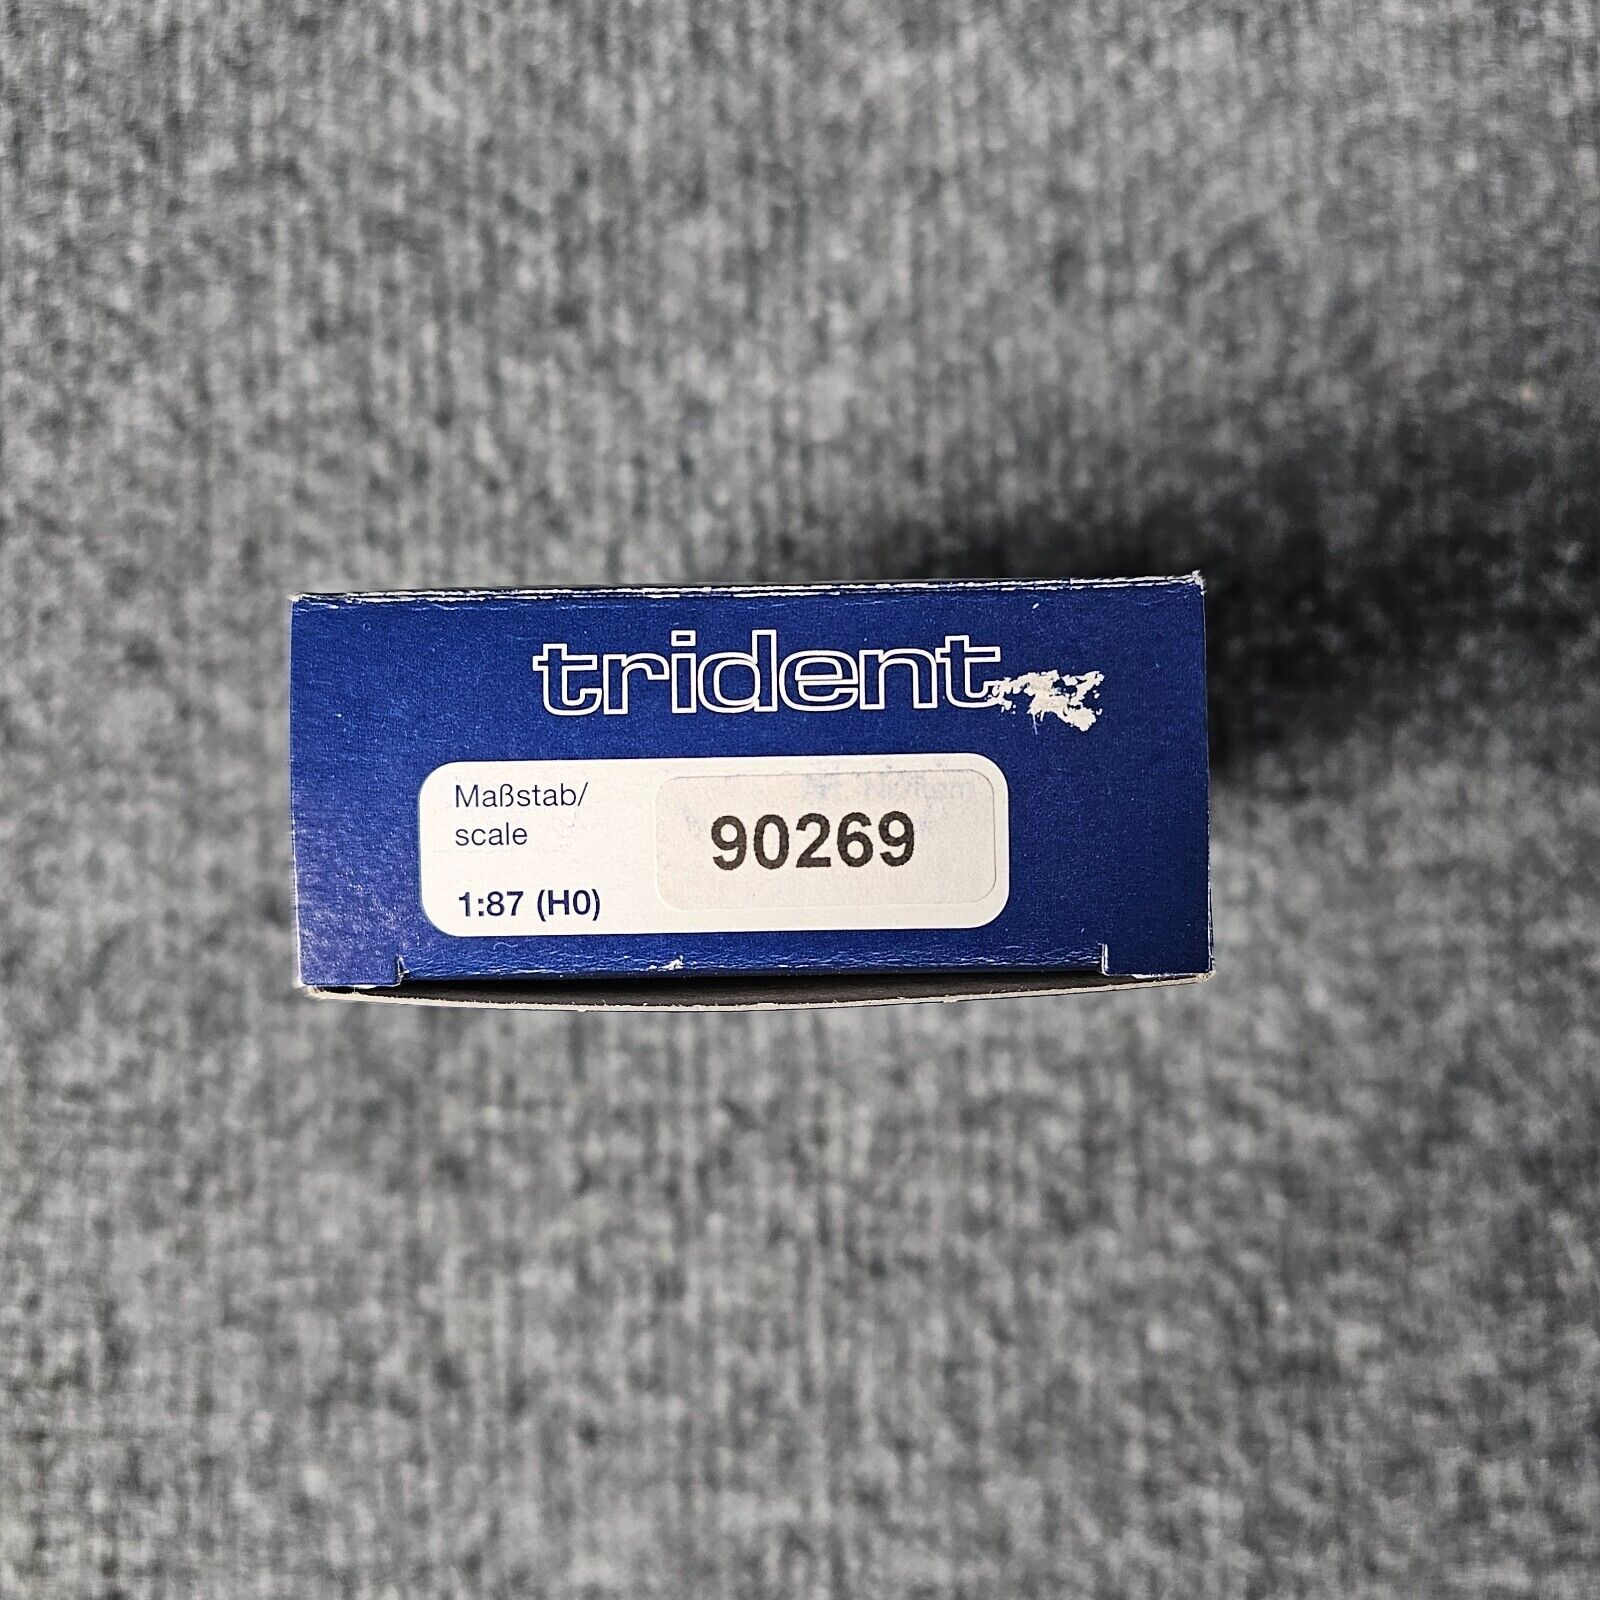 trident
Maßstab/
scale
90269
1:87 (H0)